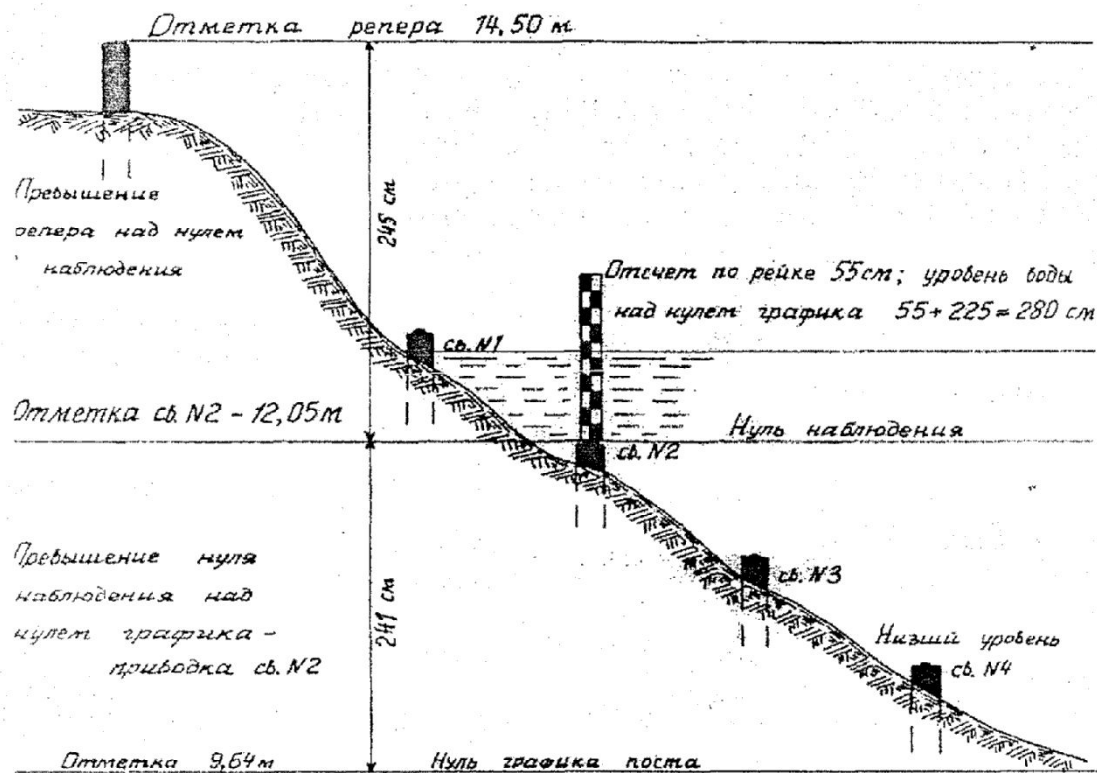 Отметка репера 14,50 м
Превышение
репера над нулем
наблюдения
245 см
Отсчет по рейке 55см; уровень воды
над нулем графика 55+225=280 см
св. N1
Отметка св. N2 - 12,05м
Нуль наблюдения
св. N2
Превышение нуля
наблюдения над
нулем графика -
приводка св. N2
241 см
св. N3
Низший уровень
св. N4
Отметка 9,64м
Нуль графика поста